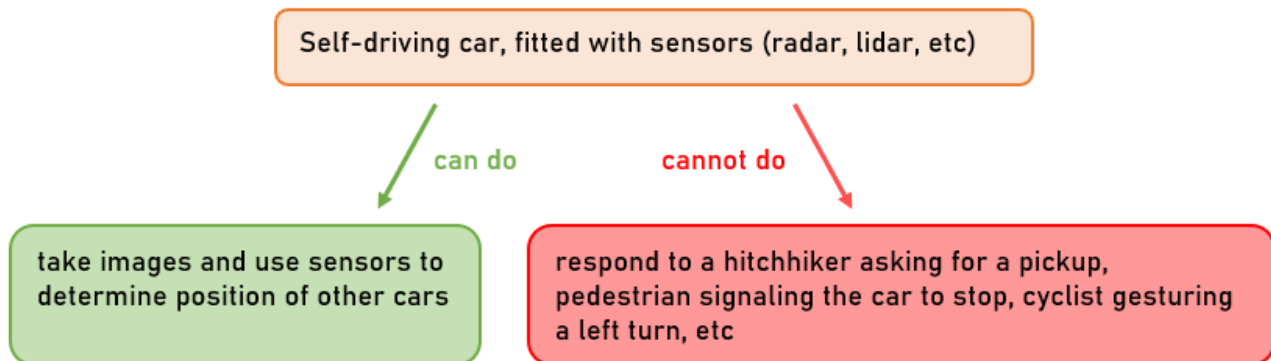 Self-driving car, fitted with sensors (radar, lidar, etc)
can do
cannot do
take images and use sensors to
determine position of other cars
respond to a hitchhiker asking for a pickup,
pedestrian signaling the car to stop, cyclist gesturing
a left turn, etc